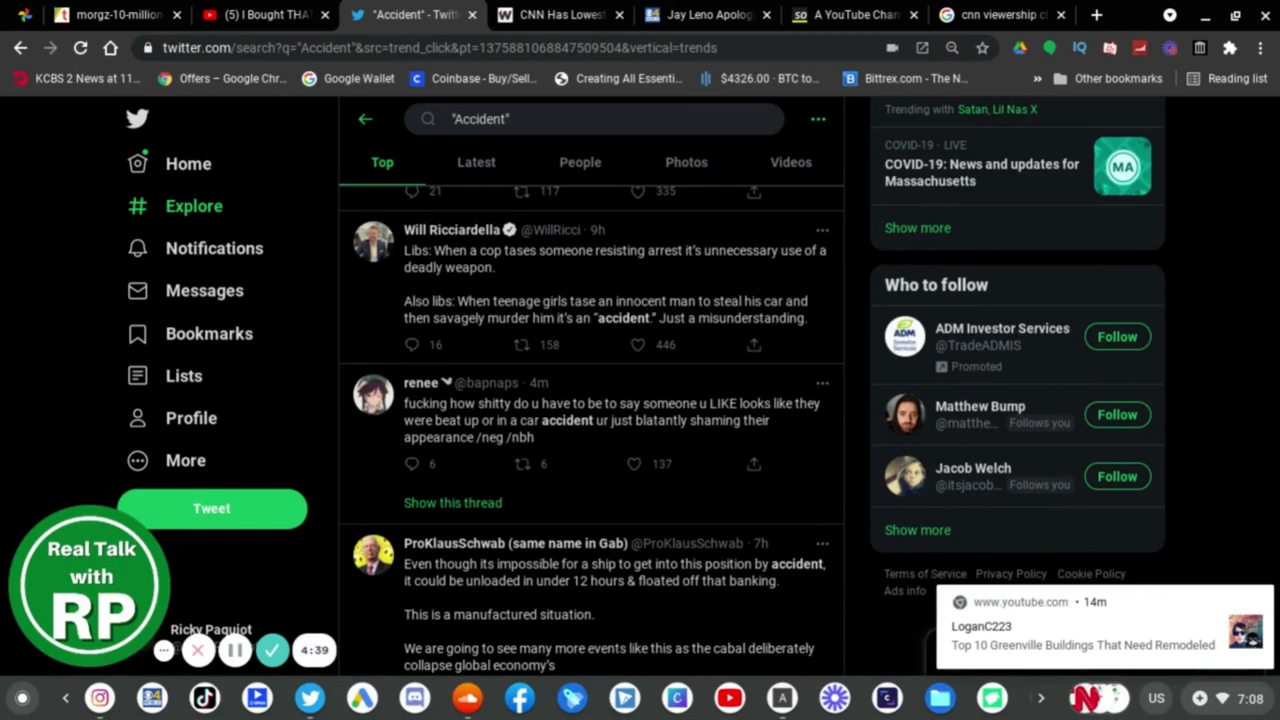 morgz-10-million
(5) I Bought THA
"Accident" - Twitt
CNN Has Lowes
Jay Leno Apolog
A YouTube Chan
cnn viewership c
twitter.com/search?q="Accident"&src=trend_click&pt=1375881068847509504&vertical=trends
KCBS 2 News at 11...
Offers – Google Chr...
Google Wallet
Coinbase - Buy/Sell...
Creating All Essenti...
$4326.00 · BTC to...
Bittrex.com - The N...
Other bookmarks
Reading list
Home
Explore
Notifications
Messages
Bookmarks
Lists
Profile
More
Tweet
Real Talk
with
RP
Ricky Paquiot
4:39
"Accident"
Top
Latest
People
Photos
Videos
21 117 335
Will Ricciardella @WillRicci · 9h
Libs: When a cop tases someone resisting arrest it's unnecessary use of a
deadly weapon.
Also libs: When teenage girls tase an innocent man to steal his car and
then savagely murder him it's an "accident." Just a misunderstanding.
16 158 446
renee @bapnaps · 4m
fucking how shitty do u have to be to say someone u LIKE looks like they
were beat up or in a car accident ur just blatantly shaming their
appearance /neg /nbh
6 6 137
Show this thread
ProKlausSchwab (same name in Gab) @ProKlausSchwab · 7h
Even though its impossible for a ship to get into this position by accident,
it could be unloaded in under 12 hours & floated off that banking.
This is a manufactured situation.
We are going to see many more events like this as the cabal deliberately
collapse global economy's
Trending with Satan, Lil Nas X
COVID-19 · LIVE
COVID-19: News and updates for
Massachusetts
MA
Show more
Who to follow
ADM
ADM Investor Services
@TradeADMIS
Promoted
Follow
Matthew Bump
@matthe... Follows you
Follow
Jacob Welch
@itsjacob... Follows you
Follow
Show more
Terms of Service Privacy Policy Cookie Policy
Ads info
www.youtube.com · 14m
LoganC223
Top 10 Greenville Buildings That Need Remodeled
US
7:08